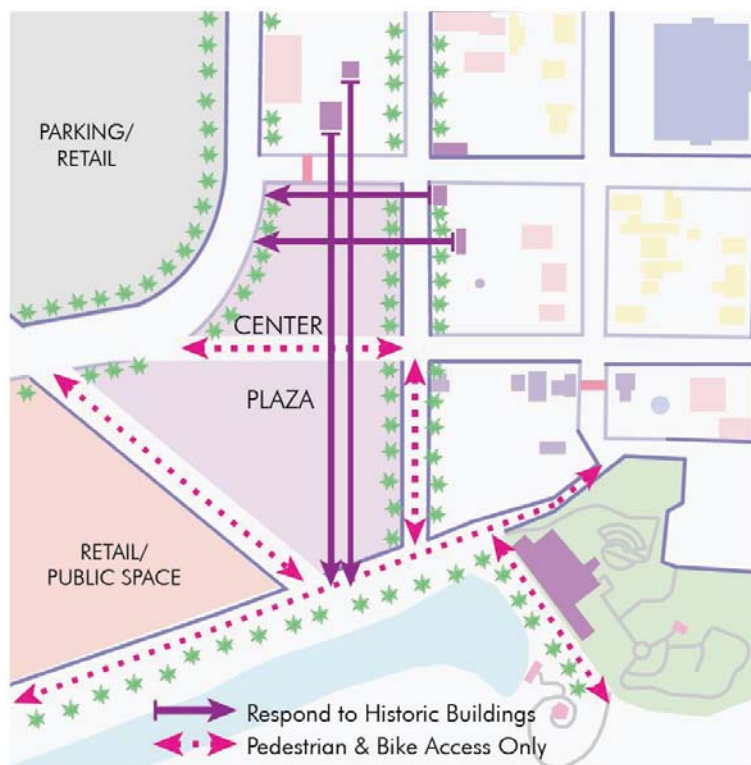 PARKING/
RETAIL
CENTER
PLAZA
RETAIL/
PUBLIC SPACE
Respond to Historic Buildings
Pedestrian & Bike Access Only